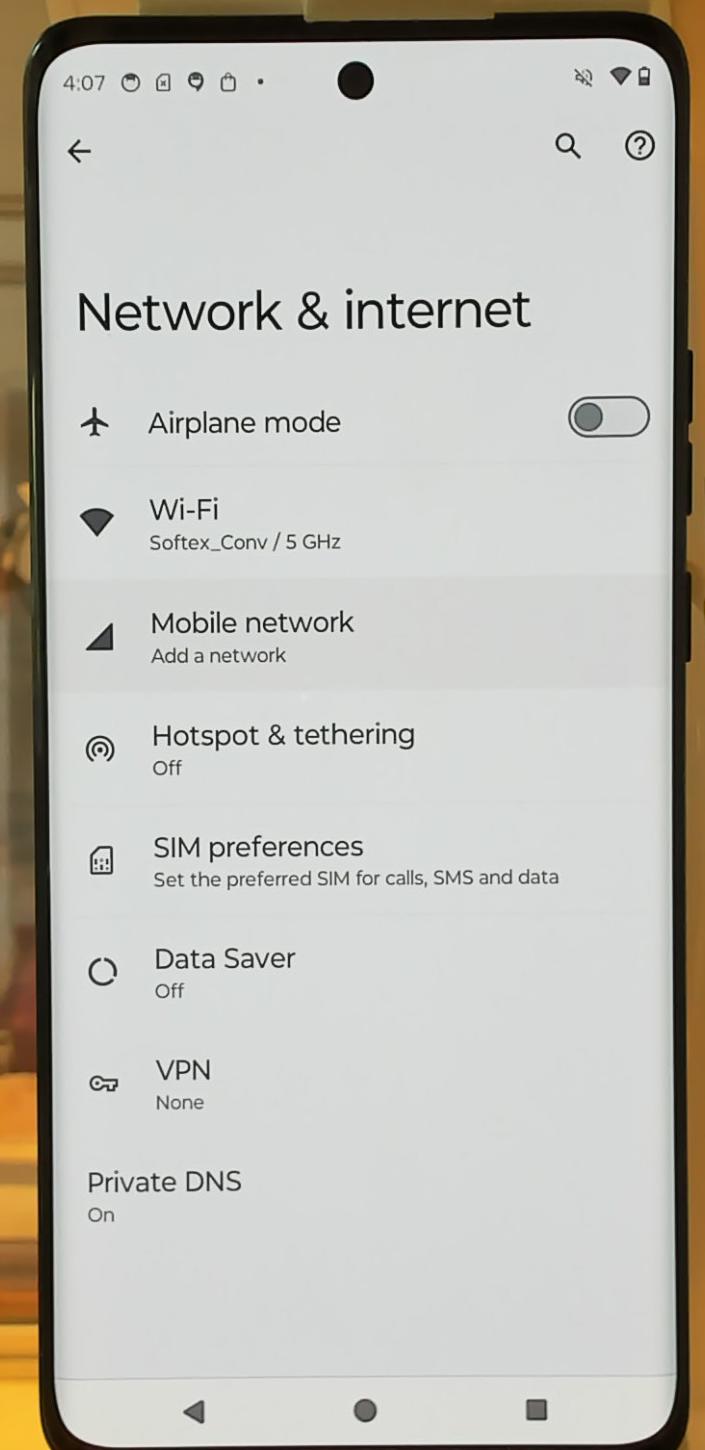 4:07
Network & internet
Airplane mode
Wi-Fi
Softex_Conv / 5 GHz
Mobile network
Add a network
Hotspot & tethering
Off
SIM preferences
Set the preferred SIM for calls, SMS and data
Data Saver
Off
VPN
None
Private DNS
On